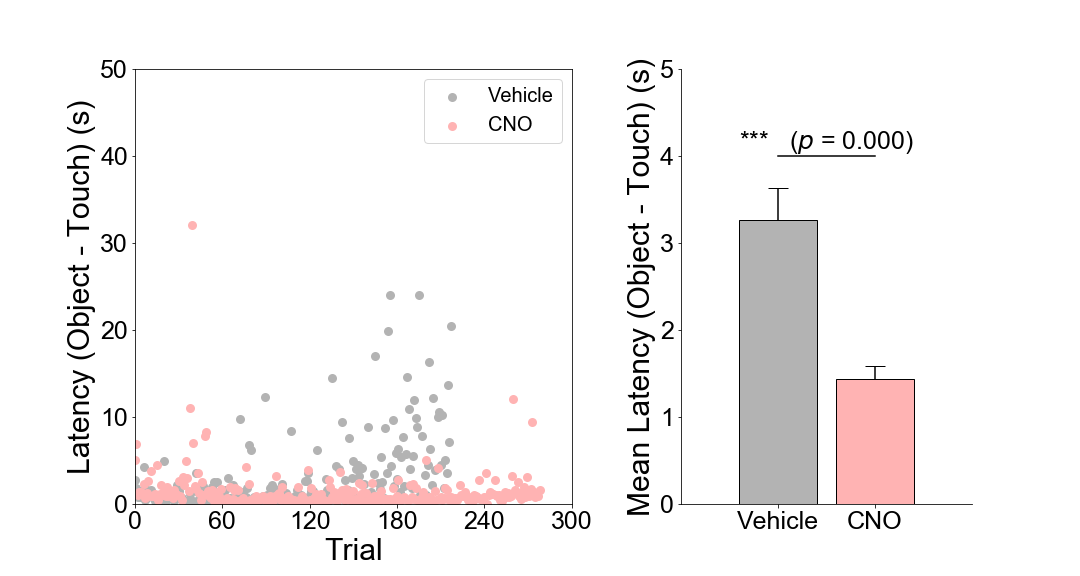 Latency (Object - Touch) (s)
50
40
30
20
10
0
0 60 120 180 240 300
Trial
Vehicle
CNO
Mean Latency (Object - Touch) (s)
5
4
3
2
1
0
*** (p = 0.000)
Vehicle CNO